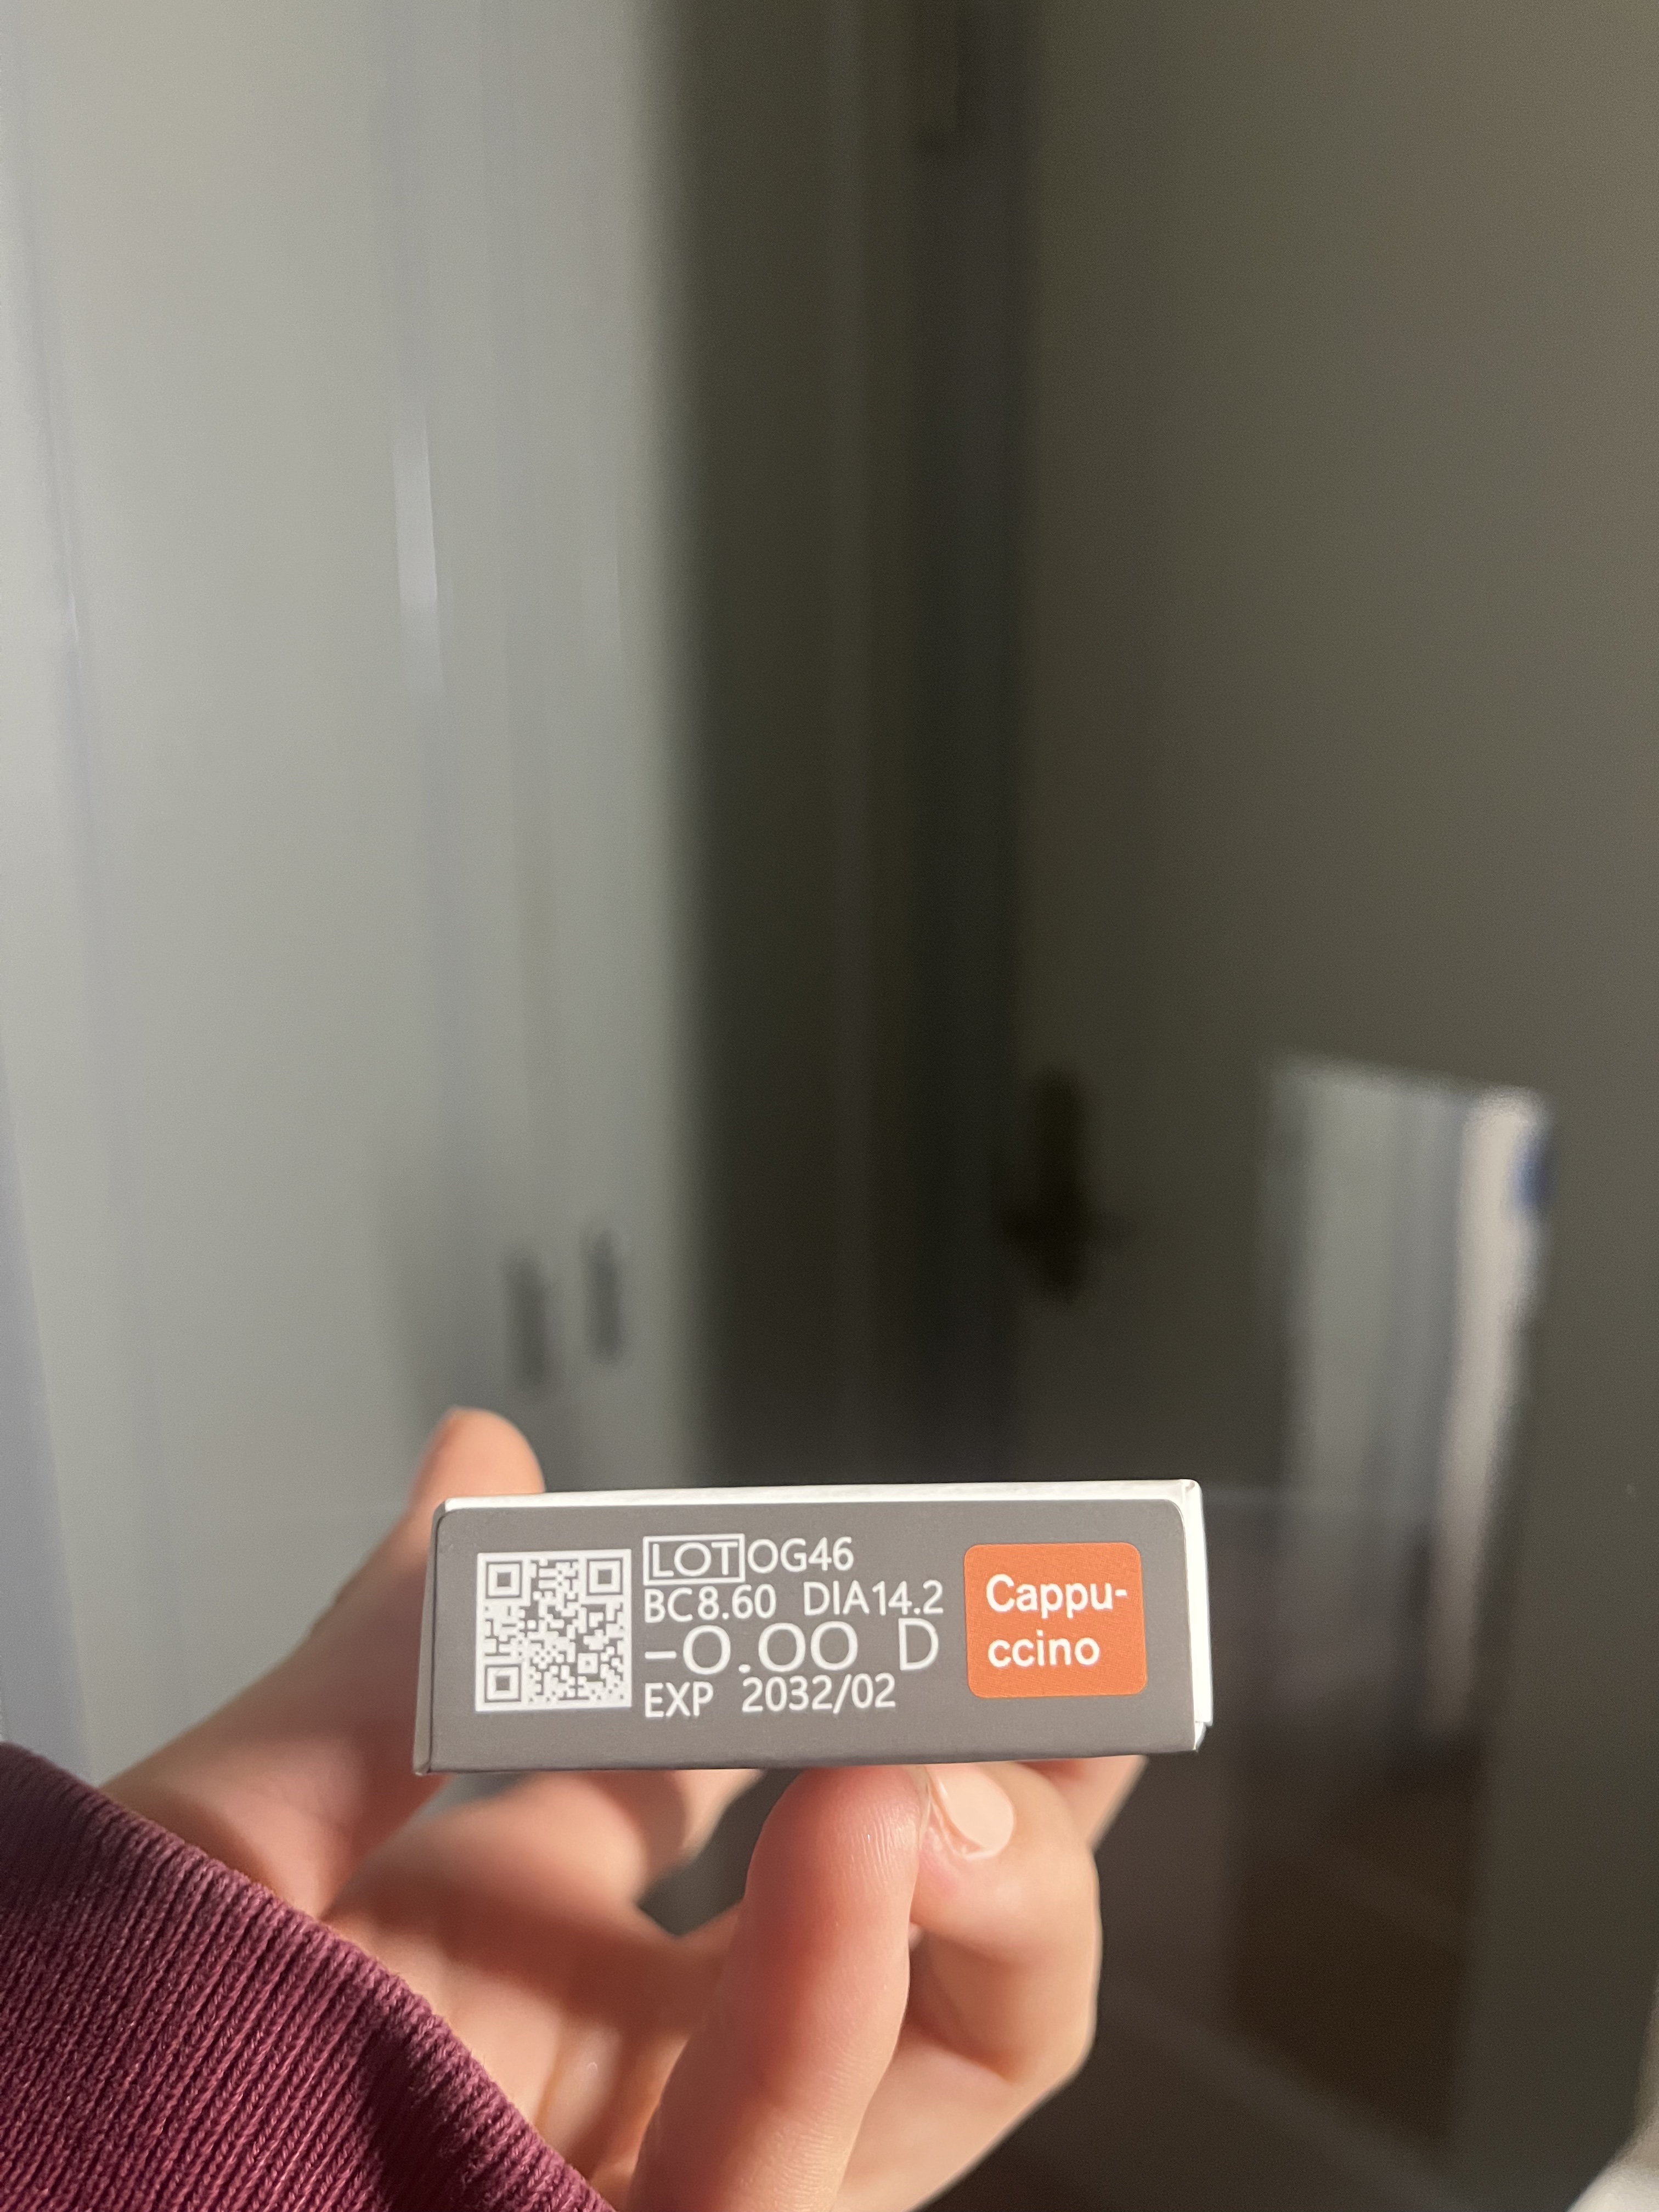 LOT OG46
BC8.60 DIA14.2
-0.00 D
EXP 2032/02
Cappu-
ccino